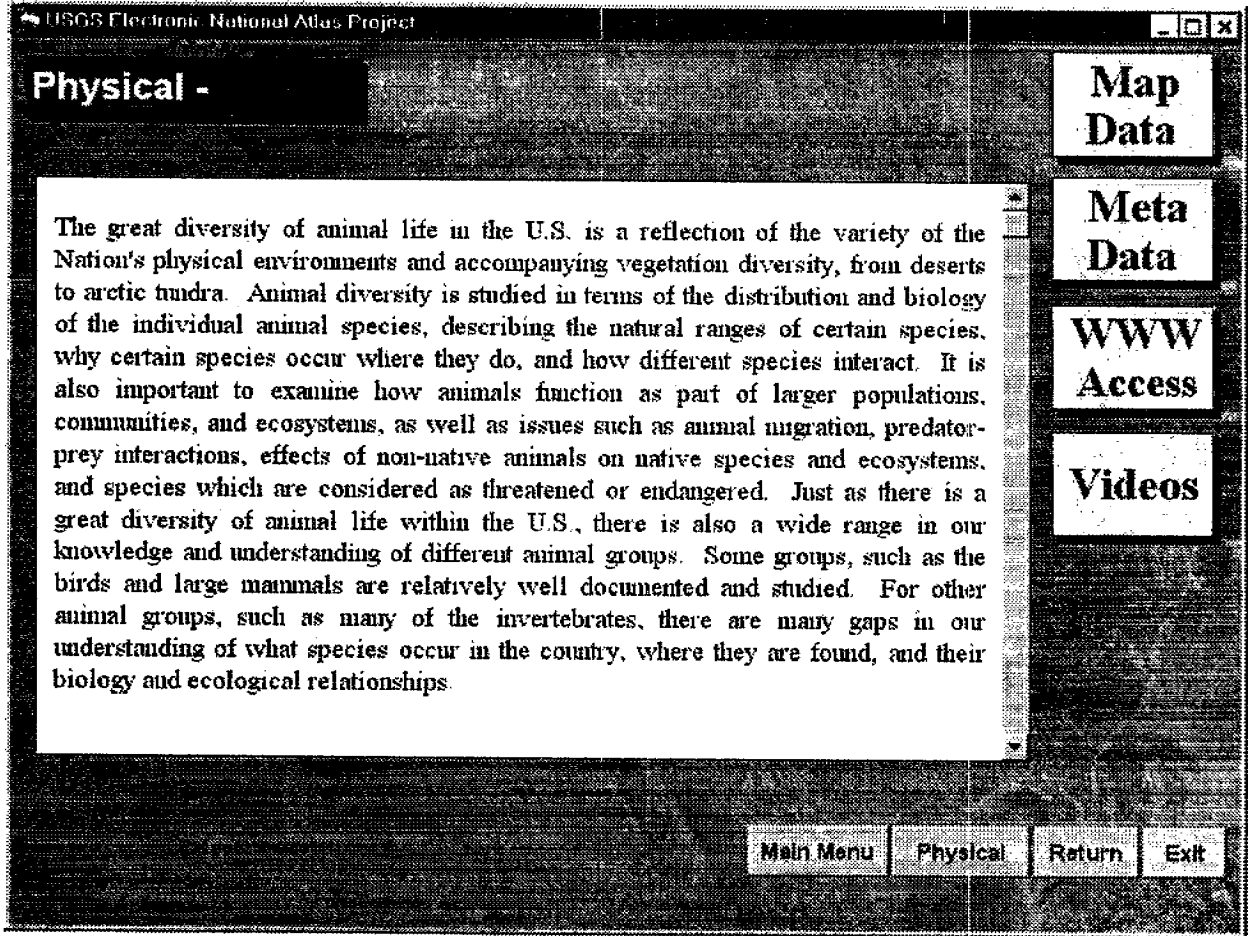 USGS Electronic National Atlas Project
Physical -
Map
Data
The great diversity of animal life in the U.S. is a reflection of the variety of the
Nation's physical environments and accompanying vegetation diversity, from deserts
to arctic tundra. Animal diversity is studied in terms of the distribution and biology
of the individual animal species, describing the natural ranges of certain species,
why certain species occur where they do, and how different species interact. It is
also important to examine how animals function as part of larger populations,
communities, and ecosystems, as well as issues such as animal migration, predator-
prey interactions, effects of non-native animals on native species and ecosystems,
and species which are considered as threatened or endangered. Just as there is a
great diversity of animal life within the U.S., there is also a wide range in our
knowledge and understanding of different animal groups. Some groups, such as the
birds and large mammals are relatively well documented and studied. For other
animal groups, such as many of the invertebrates, there are many gaps in our
understanding of what species occur in the country, where they are found, and their
biology and ecological relationships.
Meta
Data
WWW
Access
Videos
Main Menu
Physical
Return
Exit